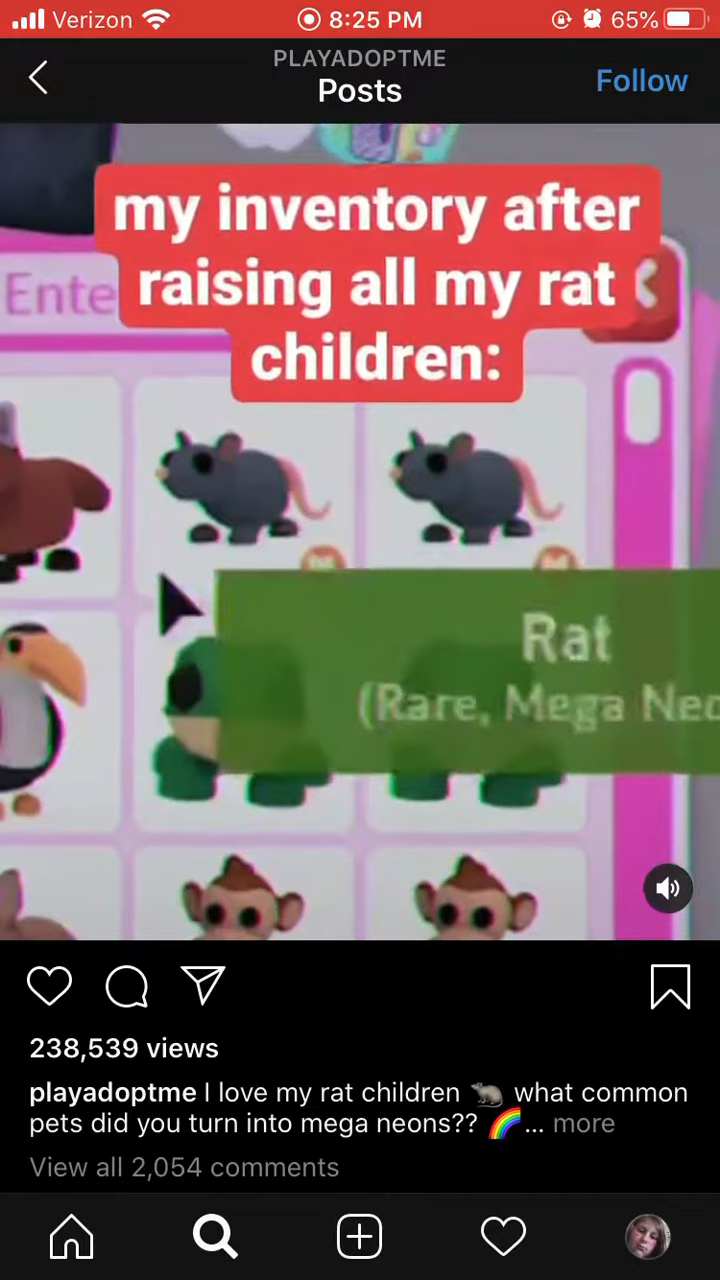 Verizon 8:25 PM 65%
PLAYADOPTME
Posts
Follow
my inventory after
raising all my rat
children:
Ente
Rat
(Rare, Mega Neo
238,539 views
playadoptme I love my rat children 🐀 what common
pets did you turn into mega neons?? 🌈... more
View all 2,054 comments